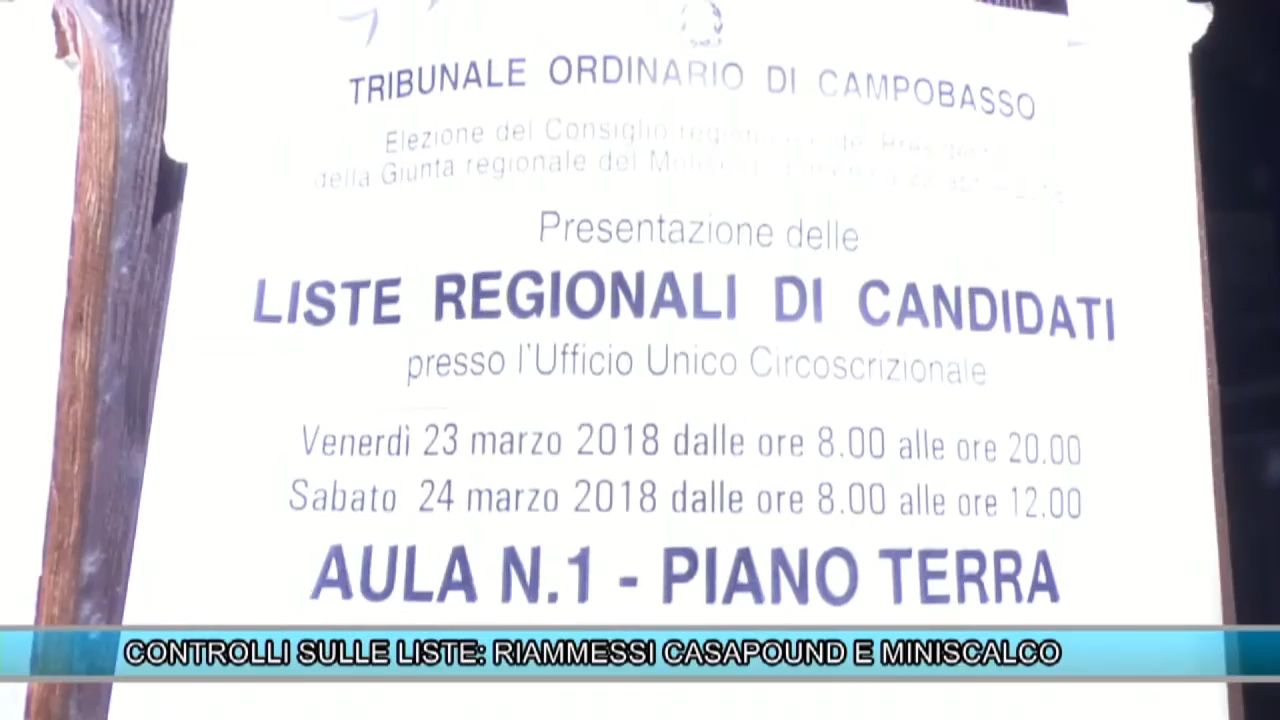 TRIBUNALE ORDINARIO DI CAMPOBASSO
Elezione del Consiglio
della Giunta regionale del
Presentazione delle
LISTE REGIONALI DI CANDIDATI
presso l'Ufficio Unico Circoscrizionale
Venerdì 23 marzo 2018 dalle ore 8.00 alle ore 20.00
Sabato 24 marzo 2018 dalle ore 8.00 alle ore 12.00
AULA N.1 - PIANO TERRA
CONTROLLI SULLE LISTE: RIAMMESSI CASAPOUND E MINISCALCO